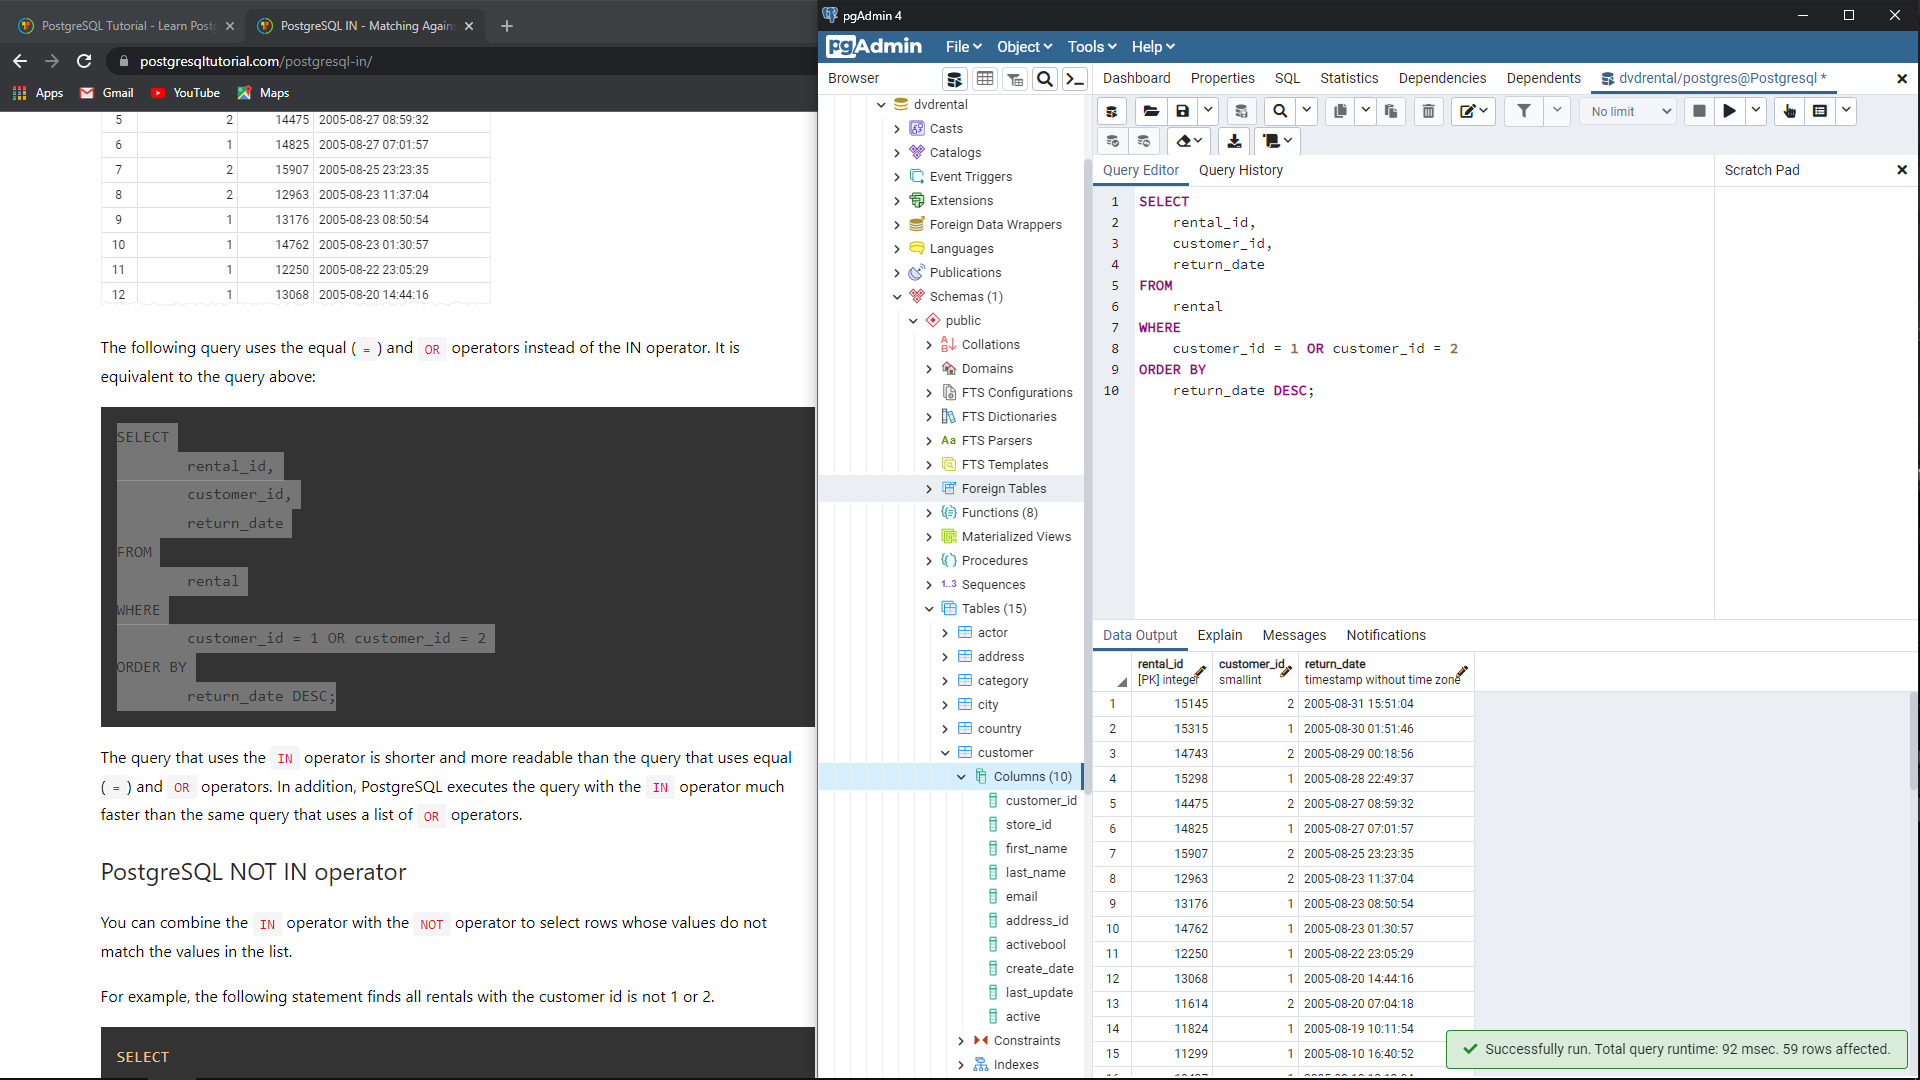 PostgreSQL Tutorial - Learn Post
PostgreSQL IN - Matching Again
postgresqltutorial.com/postgresql-in/
Apps
Gmail
YouTube
Maps
5 2 14475 2005-08-27 08:59:32
6 1 14825 2005-08-27 07:01:57
7 2 15907 2005-08-25 23:23:35
8 2 12963 2005-08-23 11:37:04
9 1 13176 2005-08-23 08:50:54
10 1 14762 2005-08-23 01:30:57
11 1 12250 2005-08-22 23:05:29
12 1 13068 2005-08-20 14:44:16
The following query uses the equal ( = ) and OR operators instead of the IN operator. It is
equivalent to the query above:
SELECT
rental_id,
customer_id,
return_date
FROM
rental
WHERE
customer_id = 1 OR customer_id = 2
ORDER BY
return_date DESC;
The query that uses the IN operator is shorter and more readable than the query that uses equal
( = ) and OR operators. In addition, PostgreSQL executes the query with the IN operator much
faster than the same query that uses a list of OR operators.
PostgreSQL NOT IN operator
You can combine the IN operator with the NOT operator to select rows whose values do not
match the values in the list.
For example, the following statement finds all rentals with the customer id is not 1 or 2.
SELECT
pgAdmin 4
pgAdmin
File Object Tools Help
Browser
dvdrental
Casts
Catalogs
Event Triggers
Extensions
Foreign Data Wrappers
Languages
Publications
Schemas (1)
public
Collations
Domains
FTS Configurations
FTS Dictionaries
Aa FTS Parsers
FTS Templates
Foreign Tables
Functions (8)
Materialized Views
Procedures
1..3 Sequences
Tables (15)
actor
address
category
city
country
customer
Columns (10)
customer_id
store_id
first_name
last_name
email
address_id
activebool
create_date
last_update
active
Constraints
Indexes
Dashboard Properties SQL Statistics Dependencies Dependents dvdrental/postgres@Postgresql *
No limit
Query Editor Query History
Scratch Pad
1 SELECT
2 rental_id,
3 customer_id,
4 return_date
5 FROM
6 rental
7 WHERE
8 customer_id = 1 OR customer_id = 2
9 ORDER BY
10 return_date DESC;
Data Output Explain Messages Notifications
rental_id customer_id return_date
[PK] integer smallint timestamp without time zone
1 15145 2 2005-08-31 15:51:04
2 15315 1 2005-08-30 01:51:46
3 14743 2 2005-08-29 00:18:56
4 15298 1 2005-08-28 22:49:37
5 14475 2 2005-08-27 08:59:32
6 14825 1 2005-08-27 07:01:57
7 15907 2 2005-08-25 23:23:35
8 12963 2 2005-08-23 11:37:04
9 13176 1 2005-08-23 08:50:54
10 14762 1 2005-08-23 01:30:57
11 12250 1 2005-08-22 23:05:29
12 13068 1 2005-08-20 14:44:16
13 11614 2 2005-08-20 07:04:18
14 11824 1 2005-08-19 10:11:54
15 11299 1 2005-08-10 16:40:52
Successfully run. Total query runtime: 92 msec. 59 rows affected.